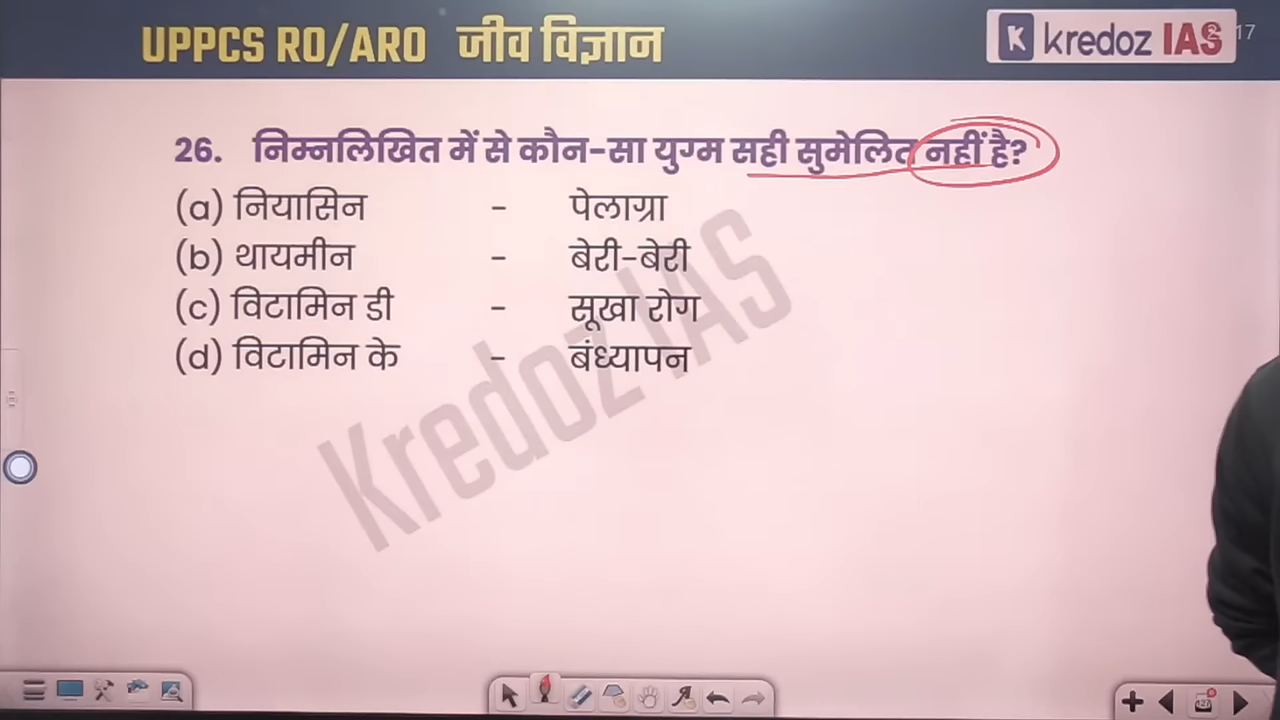 UPPCS RO/ARO जीव विज्ञान
K kredoz IAS
26. निम्नलिखित में से कौन-सा युग्म सही सुमेलित नहीं है?
(a) नियासिन - पेलाग्रा
(b) थायमीन - बेरी-बेरी
(c) विटामिन डी - सूखा रोग
(d) विटामिन के - बंध्यापन
Kredoz IAS